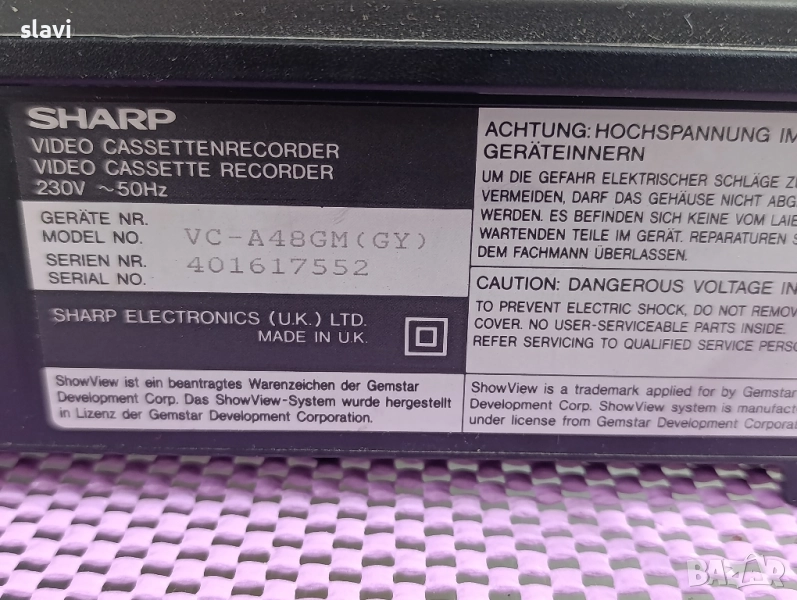 slavi
SHARP
VIDEO CASSETTENRECORDER
VIDEO CASSETTE RECORDER
230V ~50Hz
GERÄTE NR.
MODEL NO. VC-A48GM(GY)
SERIEN NR.
SERIAL NO. 401617552
SHARP ELECTRONICS (U.K.) LTD.
MADE IN U.K.
ShowView ist ein beantragtes Warenzeichen der Gemstar
Development Corp. Das ShowView-System wurde hergestellt
in Lizenz der Gemstar Development Corporation.
ACHTUNG: HOCHSPANNUNG IM
GERÄTEINNERN
UM DIE GEFAHR ELEKTRISCHER SCHLÄGE
VERMEIDEN, DARF DAS GEHÄUSE NICHT
WERDEN. ES BEFINDEN SICH KEINE VOM
WARTENDEN TEILE IM GERÄT. REPARATUREN
DEM FACHMANN ÜBERLASSEN.
CAUTION: DANGEROUS VOLTAGE IN
TO PREVENT ELECTRIC SHOCK, DO NOT
COVER. NO USER-SERVICEABLE PARTS INSIDE.
REFER SERVICING TO QUALIFIED SERVICE
ShowView is a trademark applied for by Gemstar
Development Corp. ShowView system is
under license from Gemstar Development
BAZAR